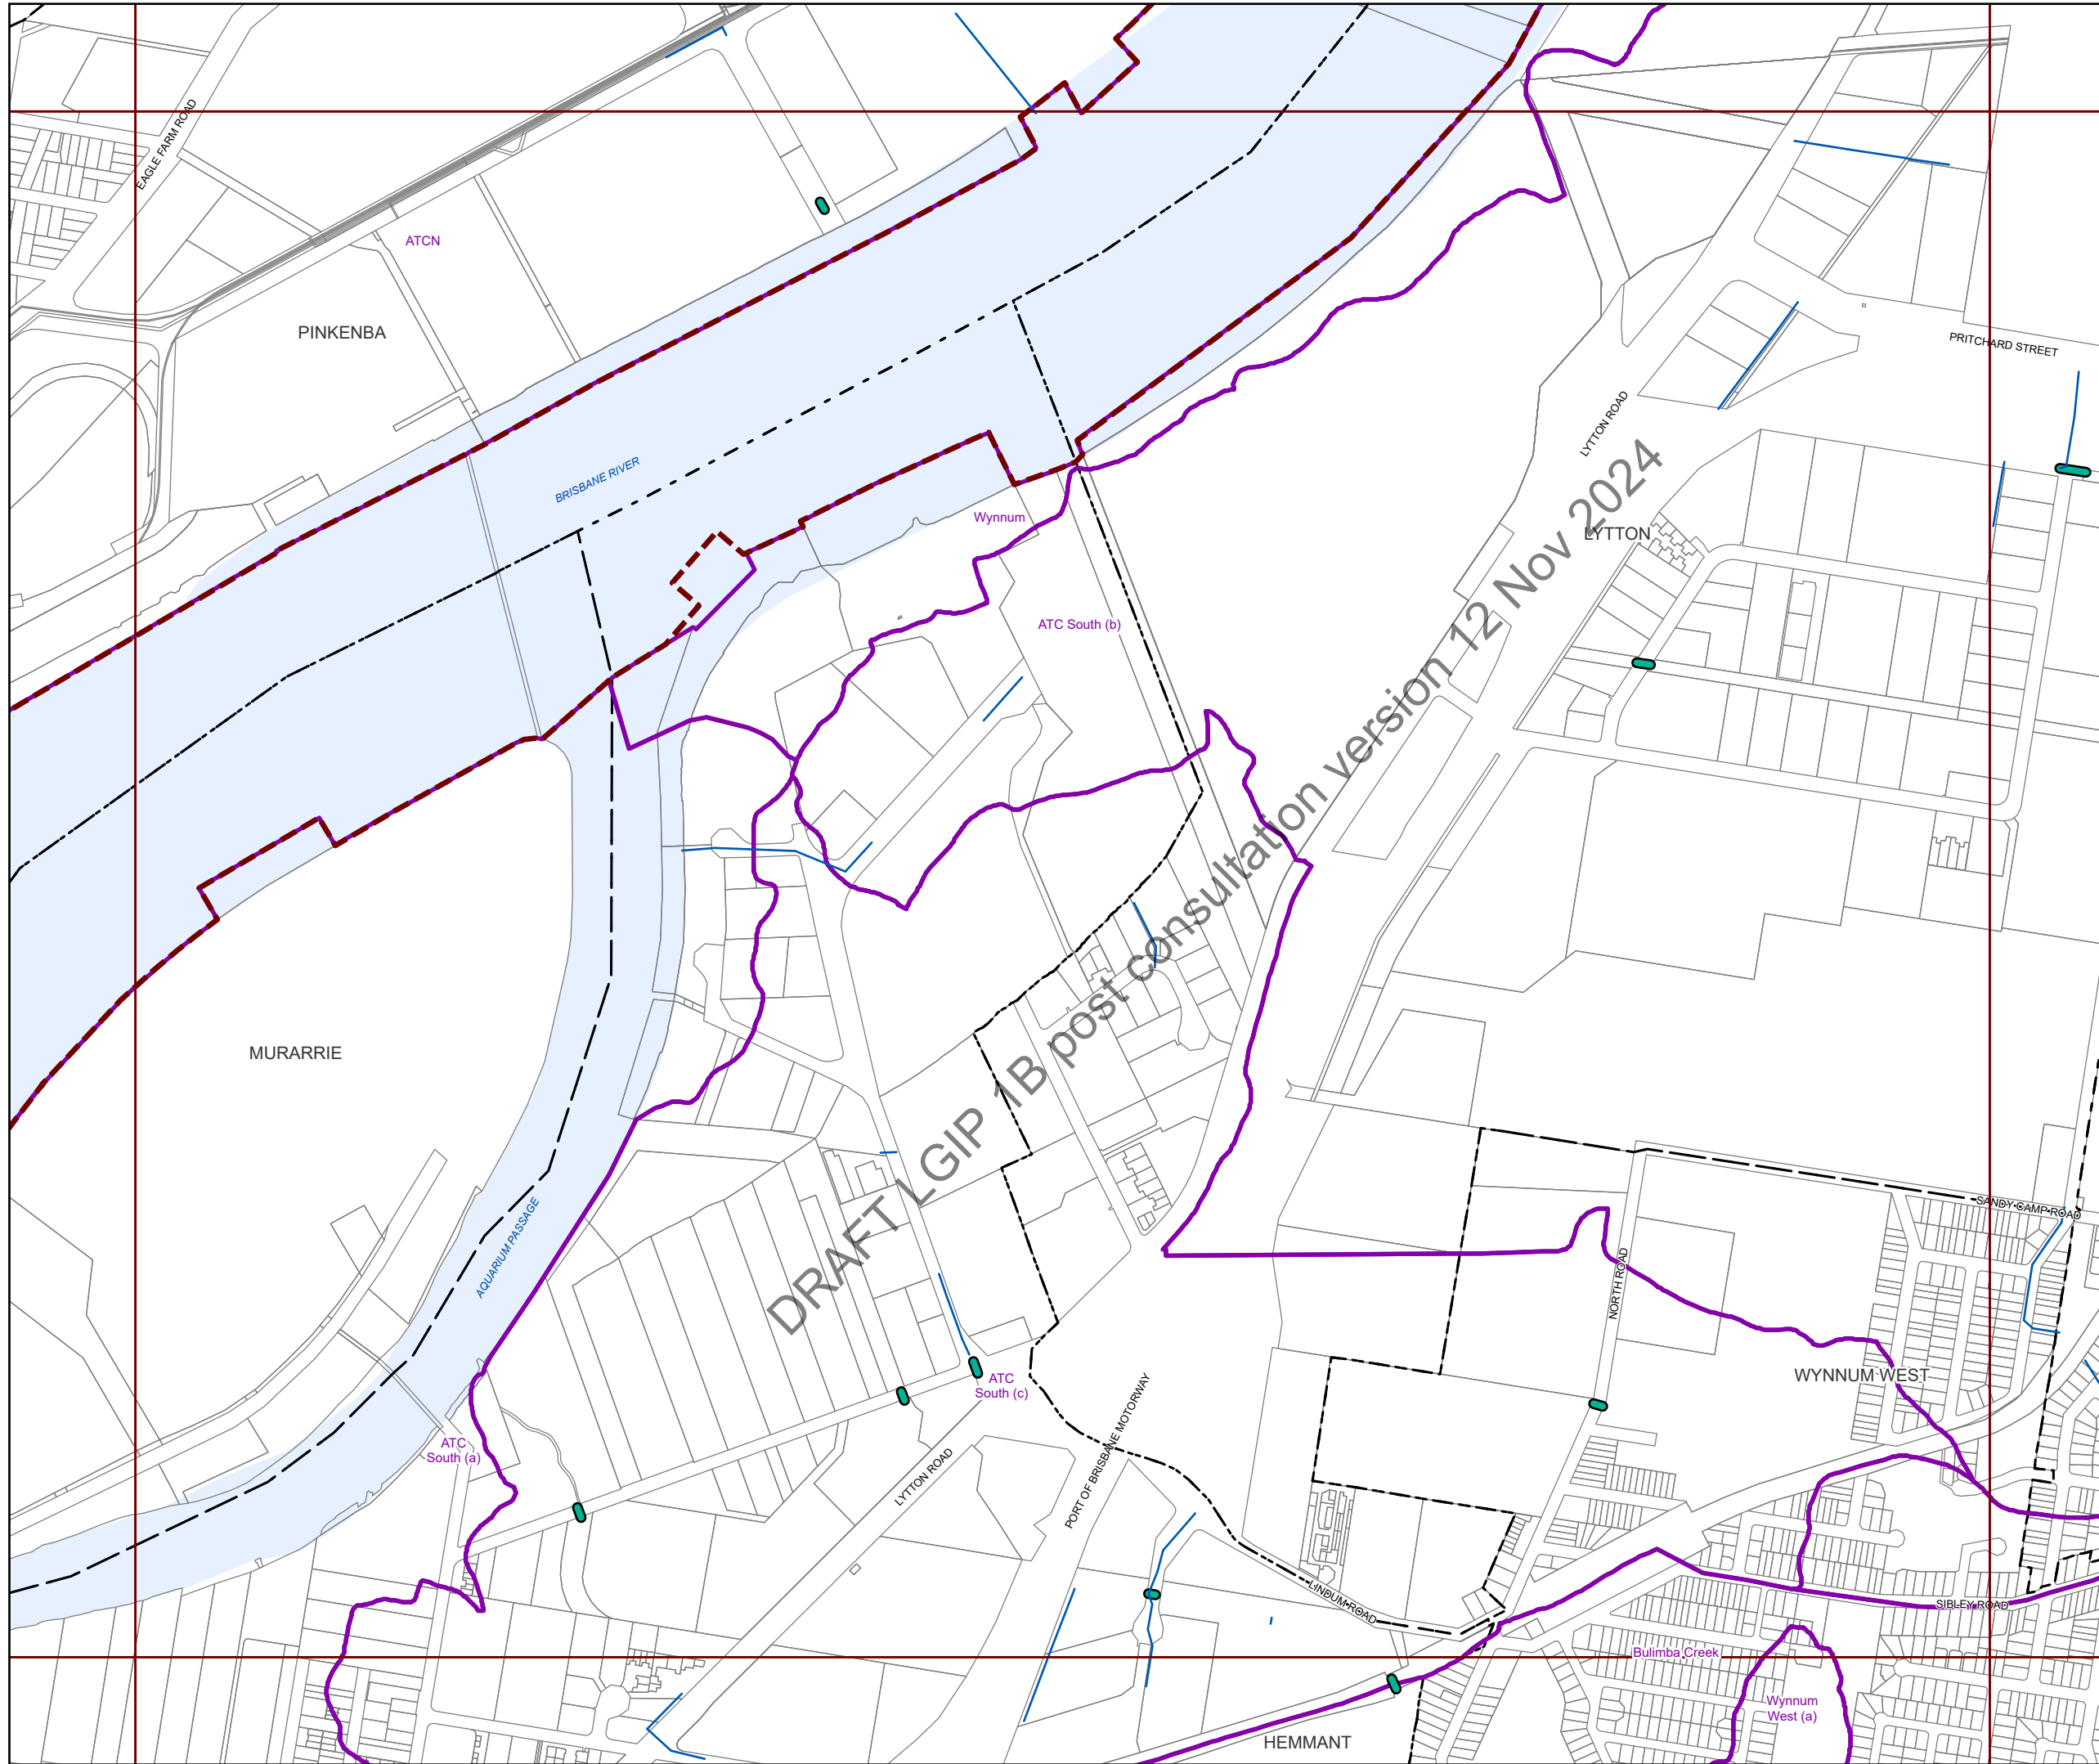 EAGLE FARM ROAD
ATCN
PINKENBA
PRITCHARD STREET
LYTTON ROAD
BRISBANE RIVER
Wynnum
LYTTON
ATC South (b)
DRAFT LGIP 1B post consultation version 12 Nov 2024
MURARRIE
SANDY CAMP ROAD
AQUARIUM PASSAGE
NORTH ROAD
WYNNUM WEST
ATC
South (c)
PORT OF BRISBANE MOTORWAY
ATC
South (a)
LYTTON ROAD
LINDUM ROAD
SIBLEY ROAD
Bulimba Creek
Wynnum
West (a)
HEMMANT